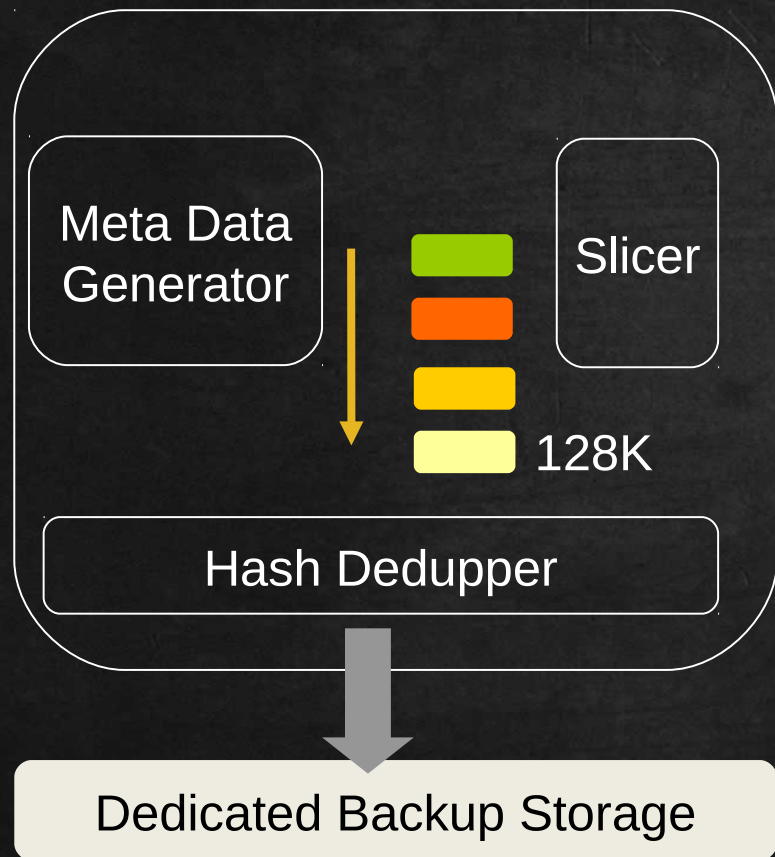 Meta Data
Generator
Slicer
128K
Hash Dedupper
Dedicated Backup Storage